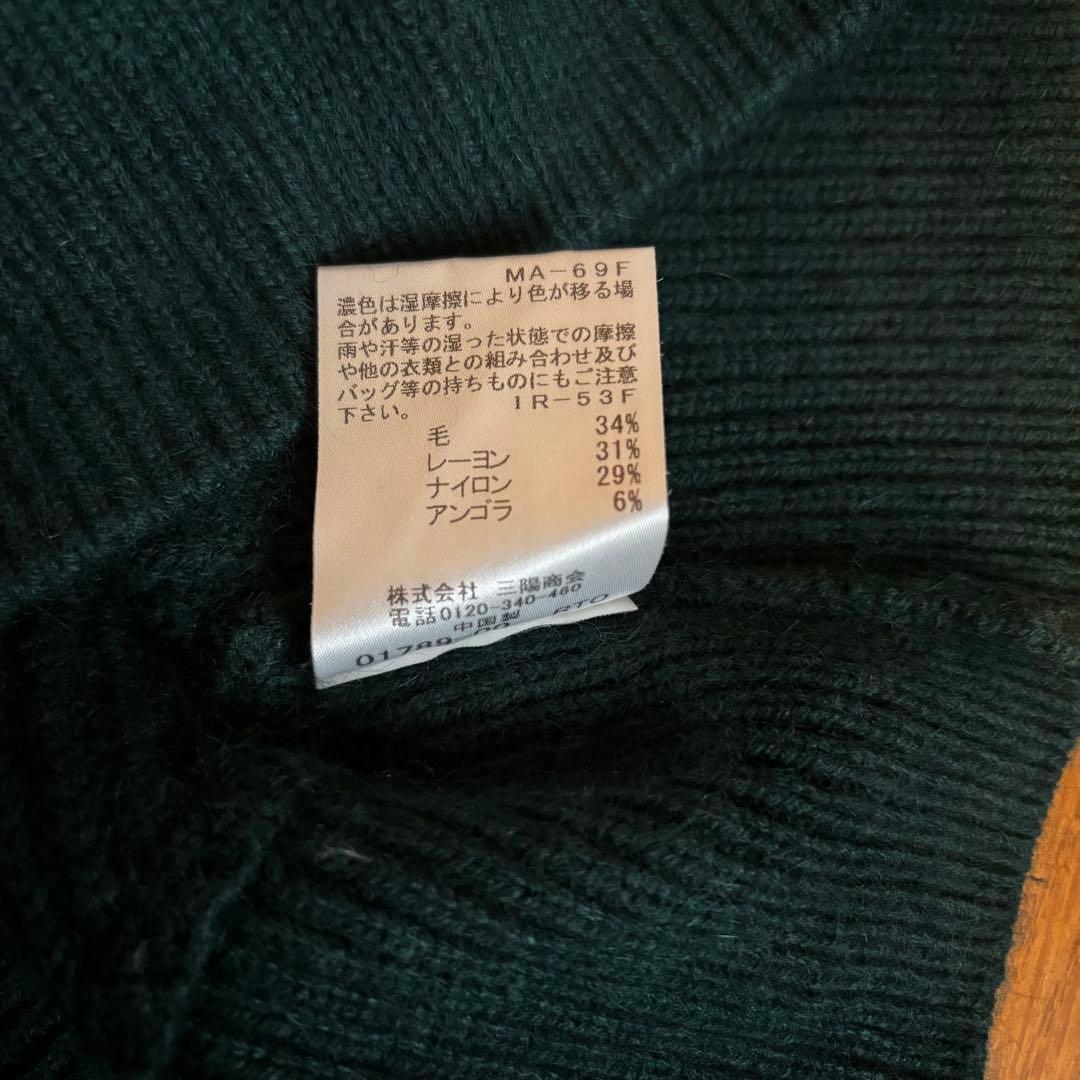 MA-69F
濃色は湿摩擦により色が移る場
合があります。
雨や汗等の湿った状態での摩擦
や他の衣類との組み合わせ及び
バッグ等の持ちものにもご注意
下さい。 IR-53F
毛 34%
レーヨン 31%
ナイロン 29%
アンゴラ 6%
株式会社 三陽商会
電話0120-340-460
中国製 RTO
01789